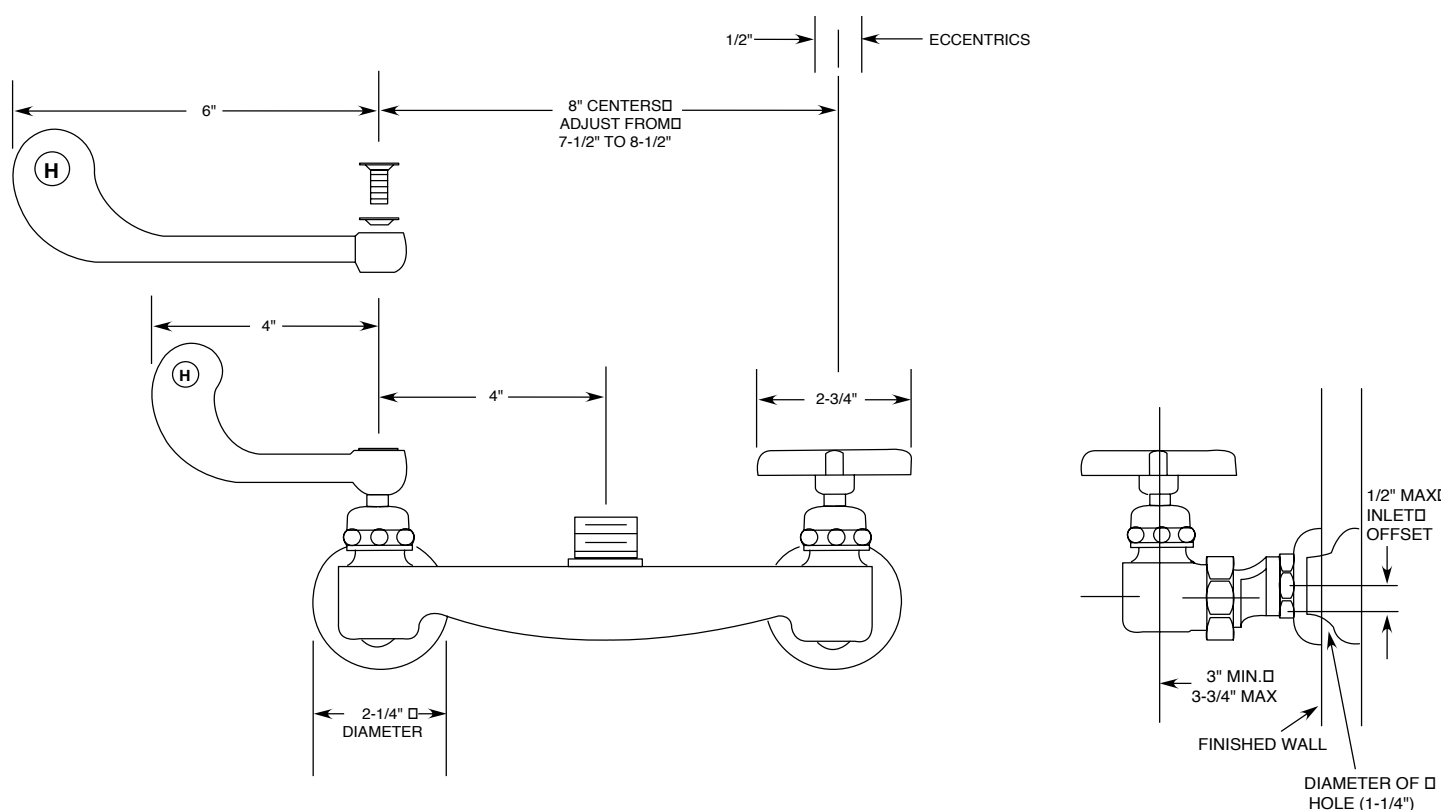 1/2"
ECCENTRICS
6"
8" CENTERS□
ADJUST FROM□
7-1/2" TO 8-1/2"
H
4"
H
4"
2-3/4"
1/2" MAX□
INLET□
OFFSET
3" MIN.□
3-3/4" MAX
2-1/4" □
DIAMETER
FINISHED WALL
DIAMETER OF □
HOLE (1-1/4")